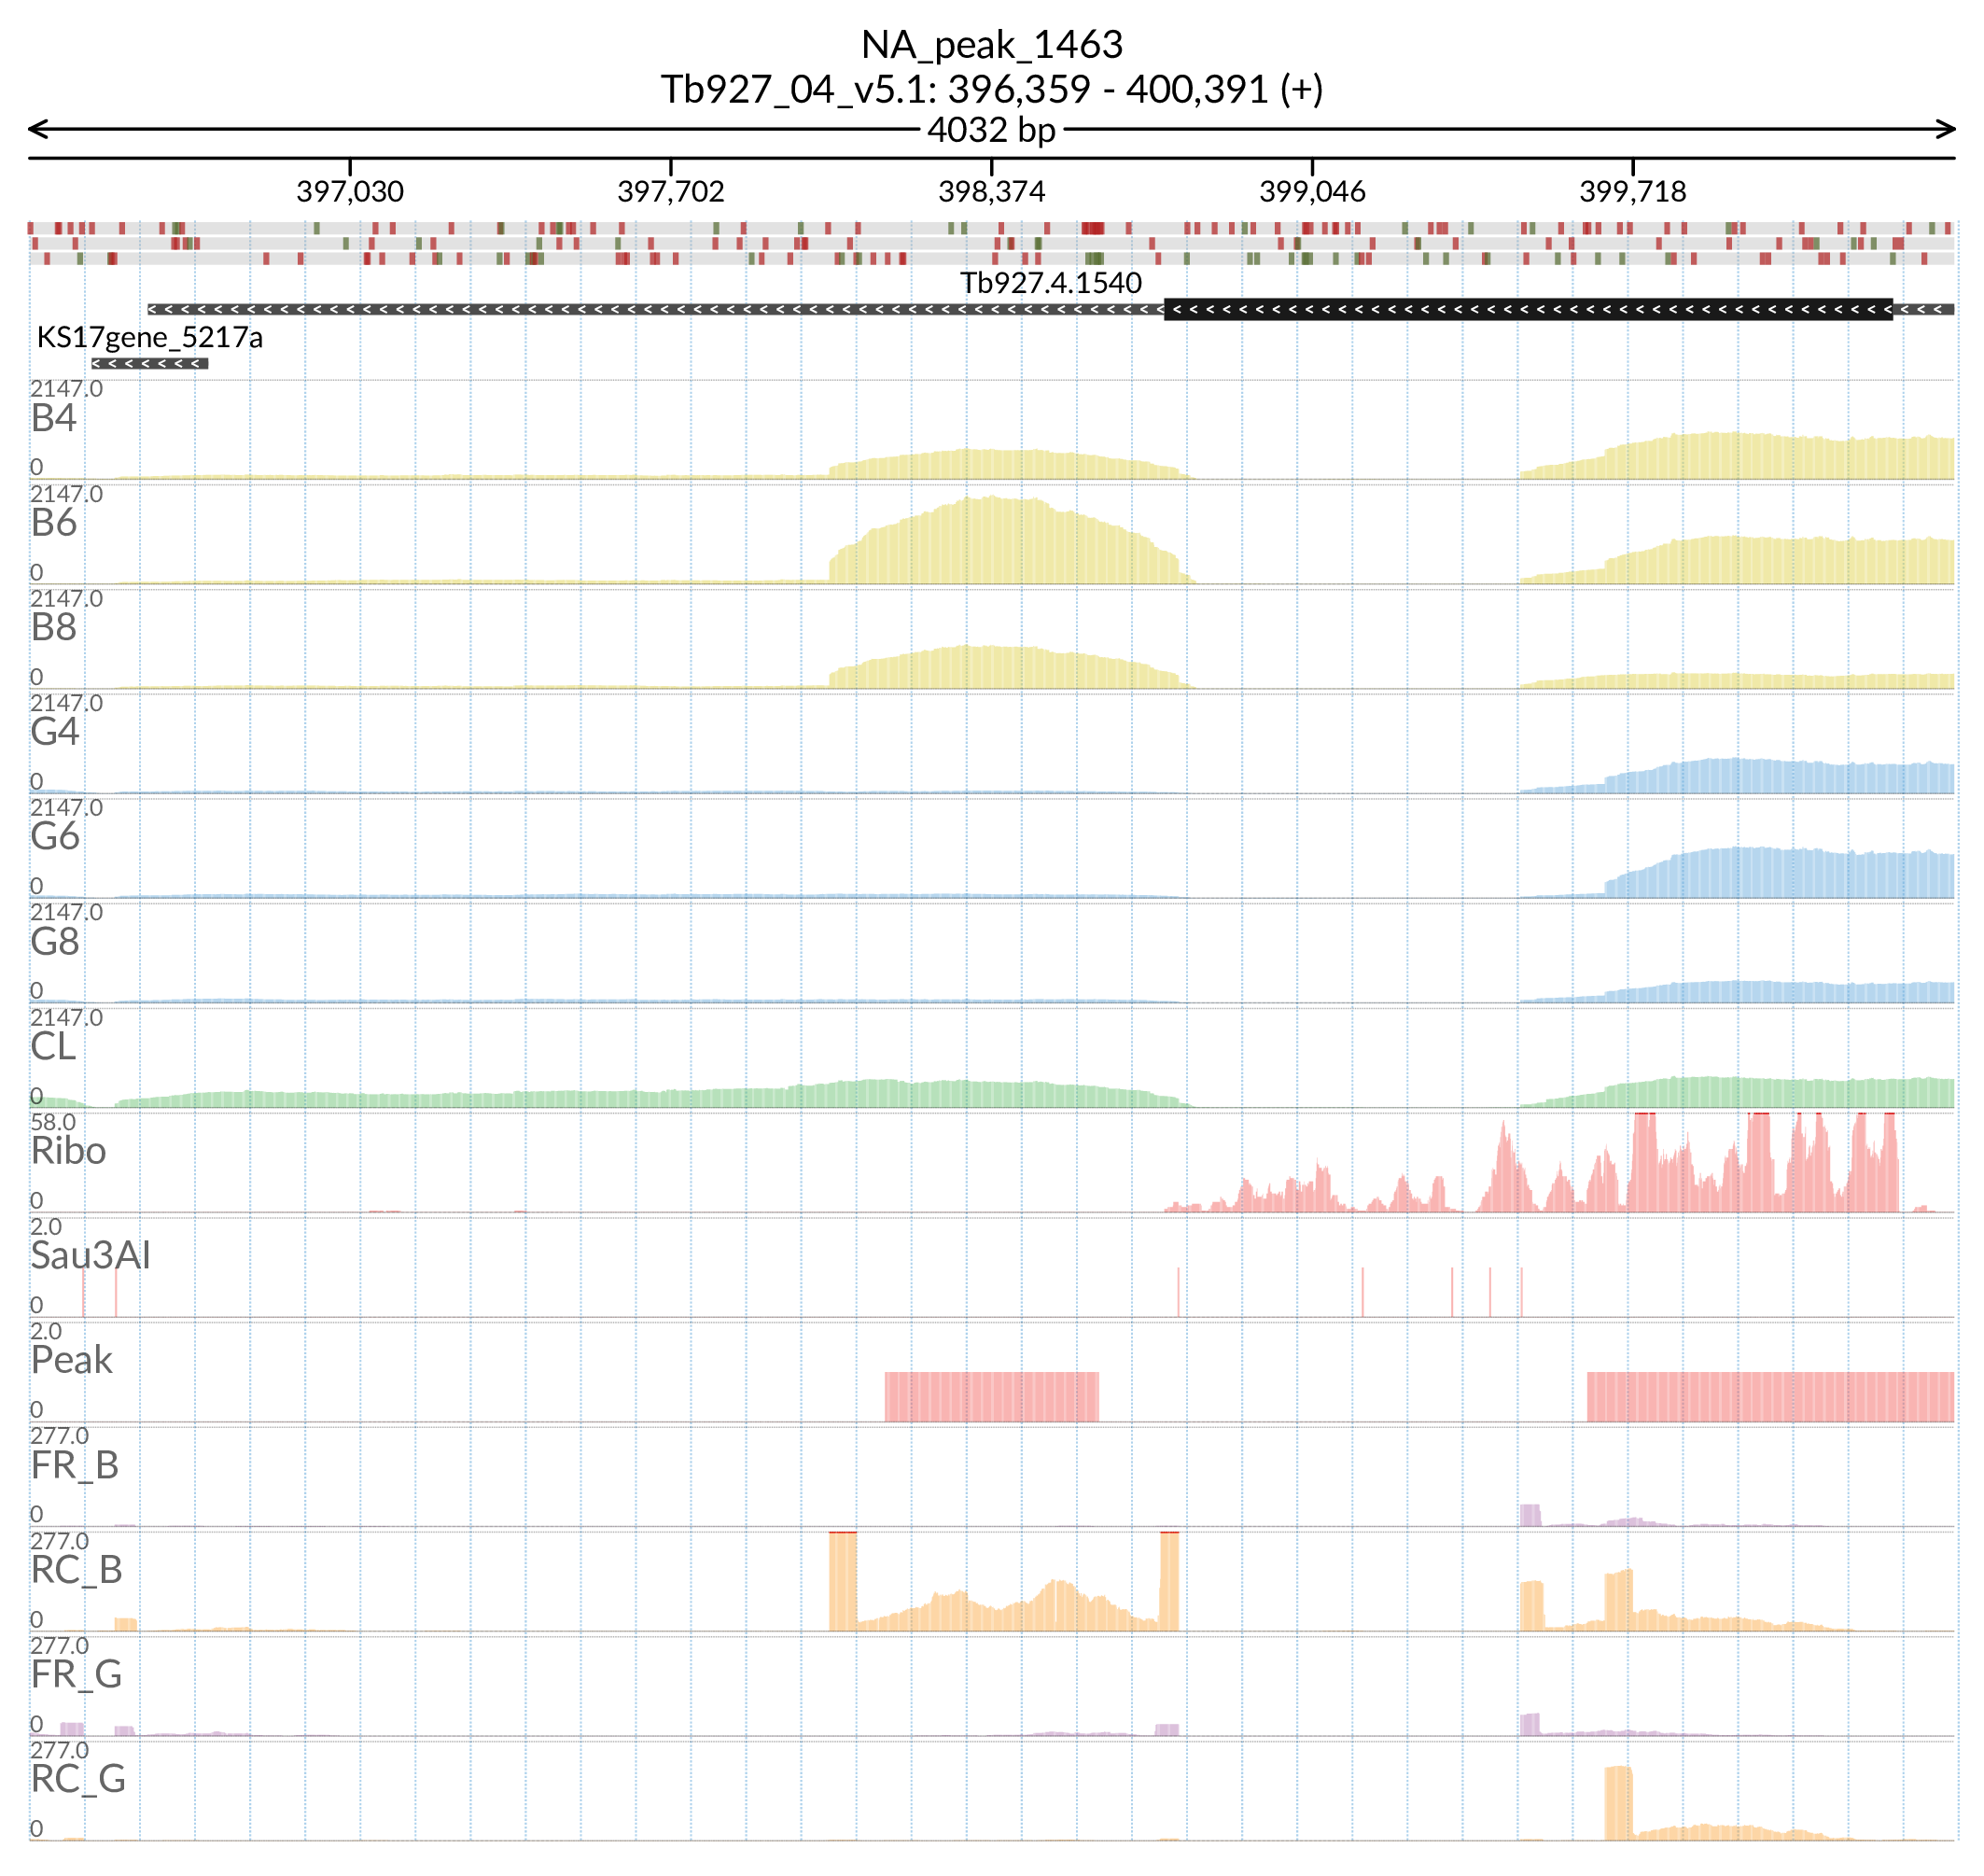 NA_peak_1463
Tb927_04_v5.1: 396,359 - 400,391 (+)
4032 bp
397,030 397,702 398,374 399,046 399,718
Tb927.4.1540
KS17gene_5217a
2147.0
B4
0
2147.0
B6
0
2147.0
B8
0
2147.0
G4
0
2147.0
G6
0
2147.0
G8
0
2147.0
CL
0
58.0
Ribo
0
2.0
Sau3AI
0
2.0
Peak
0
277.0
FR_B
0
277.0
RC_B
0
277.0
FR_G
0
277.0
RC_G
0